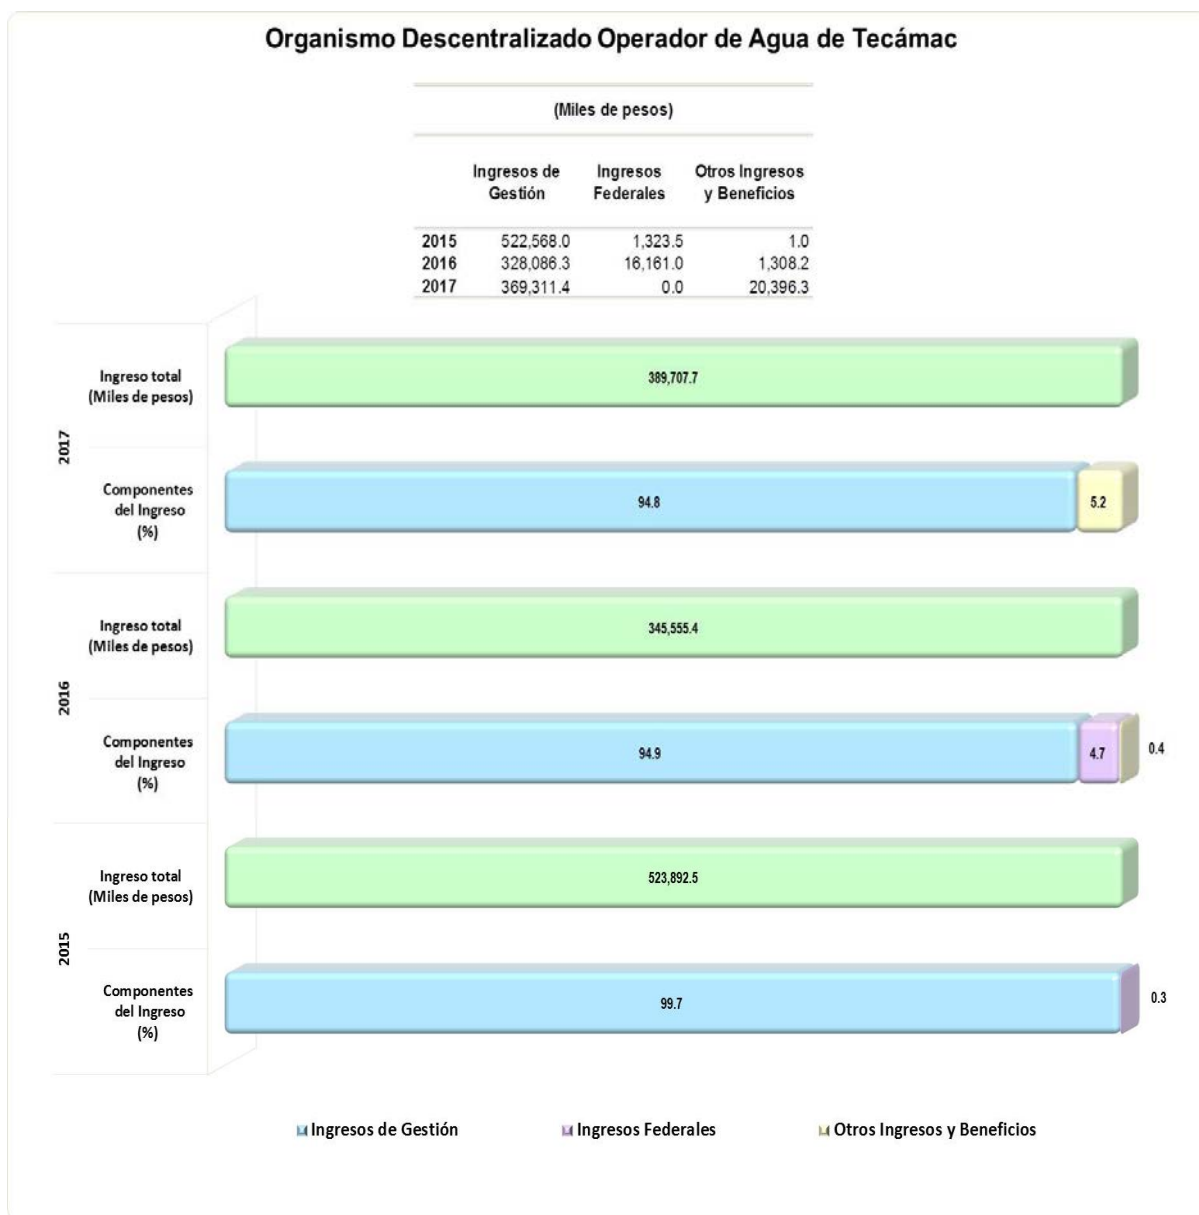 Organismo Descentralizado Operador de Agua de Tecámac
(Miles de pesos)
Ingresos de Gestión
Ingresos Federales
Otros Ingresos y Beneficios
2015 522,568.0 1,323.5 1.0
2016 328,086.3 16,161.0 1,308.2
2017 369,311.4 0.0 20,396.3
2017
Ingreso total
(Miles de pesos)
389,707.7
Componentes
del Ingreso
(%)
94.8
5.2
2016
Ingreso total
(Miles de pesos)
345,555.4
Componentes
del Ingreso
(%)
94.9
4.7
0.4
2015
Ingreso total
(Miles de pesos)
523,892.5
Componentes
del Ingreso
(%)
99.7
0.3
Ingresos de Gestión
Ingresos Federales
Otros Ingresos y Beneficios